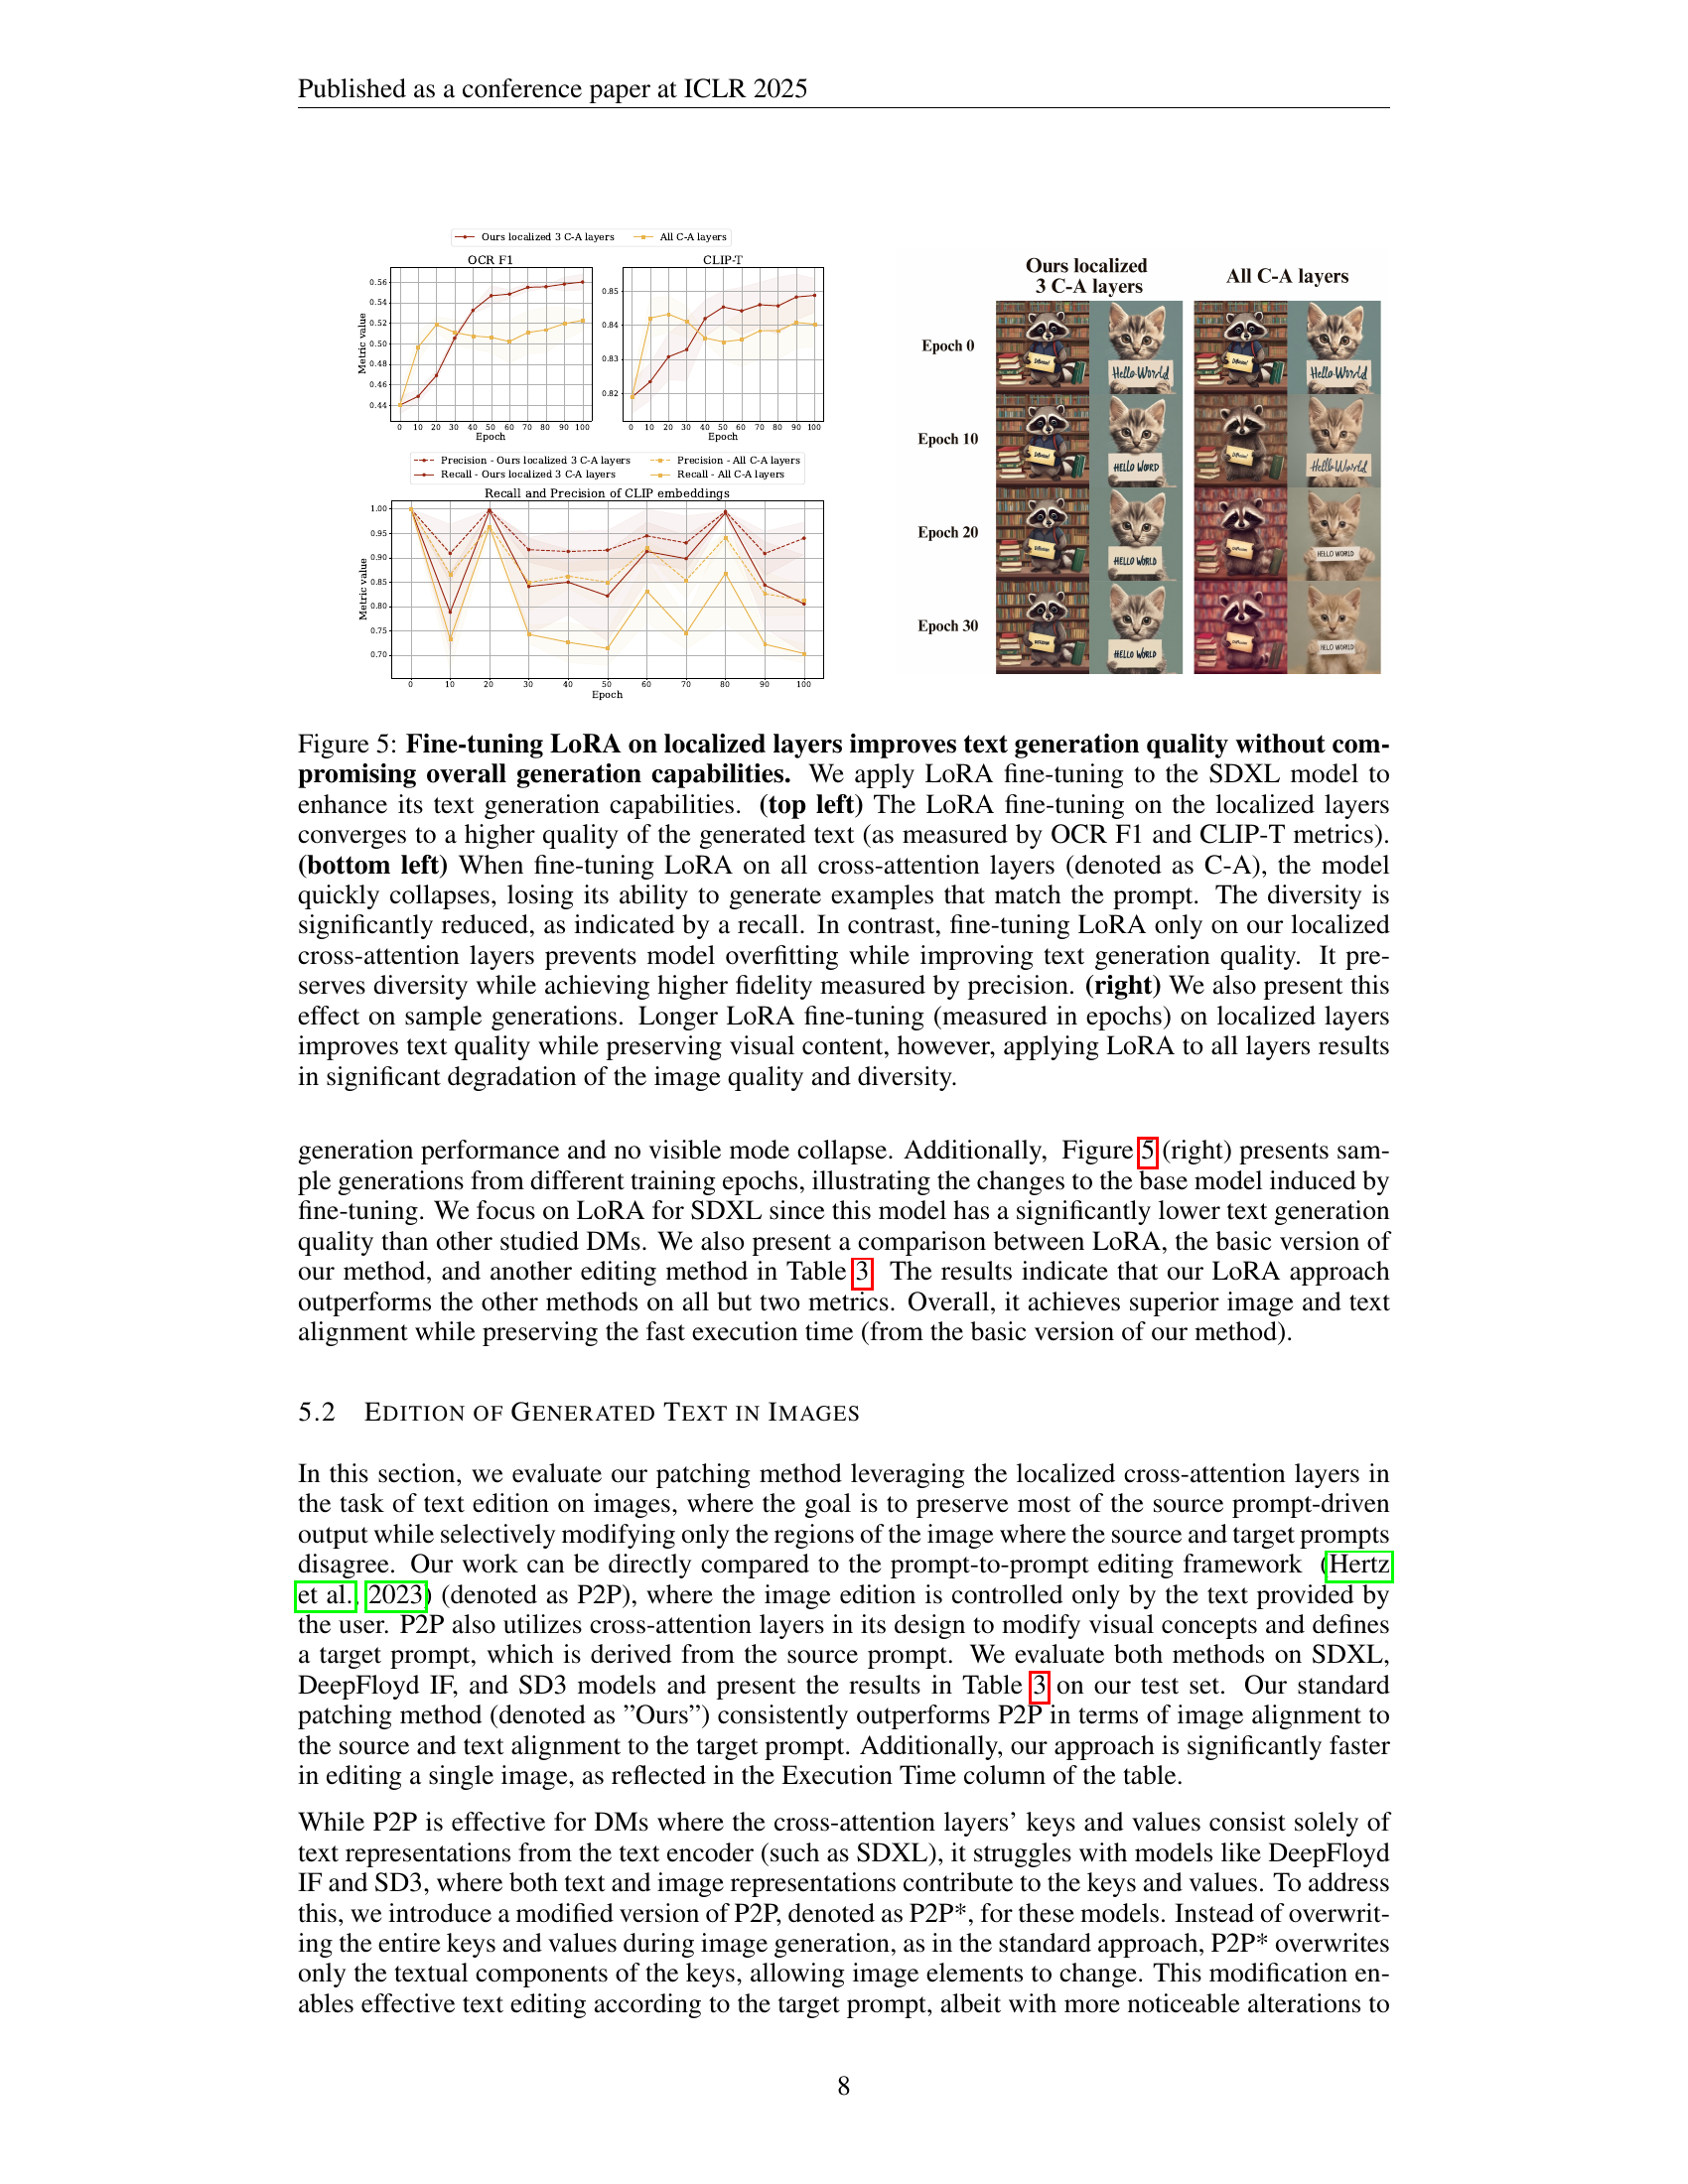 Published as a conference paper at ICLR 2025
Ours localized 3 C-A layers
All C-A layers
OCR F1
CLIP-T
Metric value
0.56
0.54
0.52
0.50
0.48
0.46
0.44
0 10 20 30 40 50 60 70 80 90 100
Epoch
0.85
0.84
0.83
0.82
0 10 20 30 40 50 60 70 80 90 100
Epoch
Precision - Ours localized 3 C-A layers
Precision - All C-A layers
Recall - Ours localized 3 C-A layers
Recall - All C-A layers
Recall and Precision of CLIP embeddings
Metric value
1.00
0.95
0.90
0.85
0.80
0.75
0.70
0 10 20 30 40 50 60 70 80 90 100
Epoch
Ours localized
3 C-A layers
All C-A layers
Epoch 0
Hello World
Hello World
Epoch 10
HELLO WORD
Hello World
Epoch 20
HELLO WORLD
HELLO WORLD
Epoch 30
HELLO WORLD
HELLO WORLD
Figure 5: Fine-tuning LoRA on localized layers improves text generation quality without com-
promising overall generation capabilities. We apply LoRA fine-tuning to the SDXL model to
enhance its text generation capabilities. (top left) The LoRA fine-tuning on the localized layers
converges to a higher quality of the generated text (as measured by OCR F1 and CLIP-T metrics).
(bottom left) When fine-tuning LoRA on all cross-attention layers (denoted as C-A), the model
quickly collapses, losing its ability to generate examples that match the prompt. The diversity is
significantly reduced, as indicated by a recall. In contrast, fine-tuning LoRA only on our localized
cross-attention layers prevents model overfitting while improving text generation quality. It pre-
serves diversity while achieving higher fidelity measured by precision. (right) We also present this
effect on sample generations. Longer LoRA fine-tuning (measured in epochs) on localized layers
improves text quality while preserving visual content, however, applying LoRA to all layers results
in significant degradation of the image quality and diversity.
generation performance and no visible mode collapse. Additionally, Figure 5 (right) presents sam-
ple generations from different training epochs, illustrating the changes to the base model induced by
fine-tuning. We focus on LoRA for SDXL since this model has a significantly lower text generation
quality than other studied DMs. We also present a comparison between LoRA, the basic version of
our method, and another editing method in Table 3. The results indicate that our LoRA approach
outperforms the other methods on all but two metrics. Overall, it achieves superior image and text
alignment while preserving the fast execution time (from the basic version of our method).
5.2 EDITION OF GENERATED TEXT IN IMAGES
In this section, we evaluate our patching method leveraging the localized cross-attention layers in
the task of text edition on images, where the goal is to preserve most of the source prompt-driven
output while selectively modifying only the regions of the image where the source and target prompts
disagree. Our work can be directly compared to the prompt-to-prompt editing framework (Hertz
et al., 2023) (denoted as P2P), where the image edition is controlled only by the text provided by
the user. P2P also utilizes cross-attention layers in its design to modify visual concepts and defines
a target prompt, which is derived from the source prompt. We evaluate both methods on SDXL,
DeepFloyd IF, and SD3 models and present the results in Table 3 on our test set. Our standard
patching method (denoted as ”Ours”) consistently outperforms P2P in terms of image alignment to
the source and text alignment to the target prompt. Additionally, our approach is significantly faster
in editing a single image, as reflected in the Execution Time column of the table.
While P2P is effective for DMs where the cross-attention layers’ keys and values consist solely of
text representations from the text encoder (such as SDXL), it struggles with models like DeepFloyd
IF and SD3, where both text and image representations contribute to the keys and values. To address
this, we introduce a modified version of P2P, denoted as P2P*, for these models. Instead of overwrit-
ing the entire keys and values during image generation, as in the standard approach, P2P* overwrites
only the textual components of the keys, allowing image elements to change. This modification en-
ables effective text editing according to the target prompt, albeit with more noticeable alterations to
8